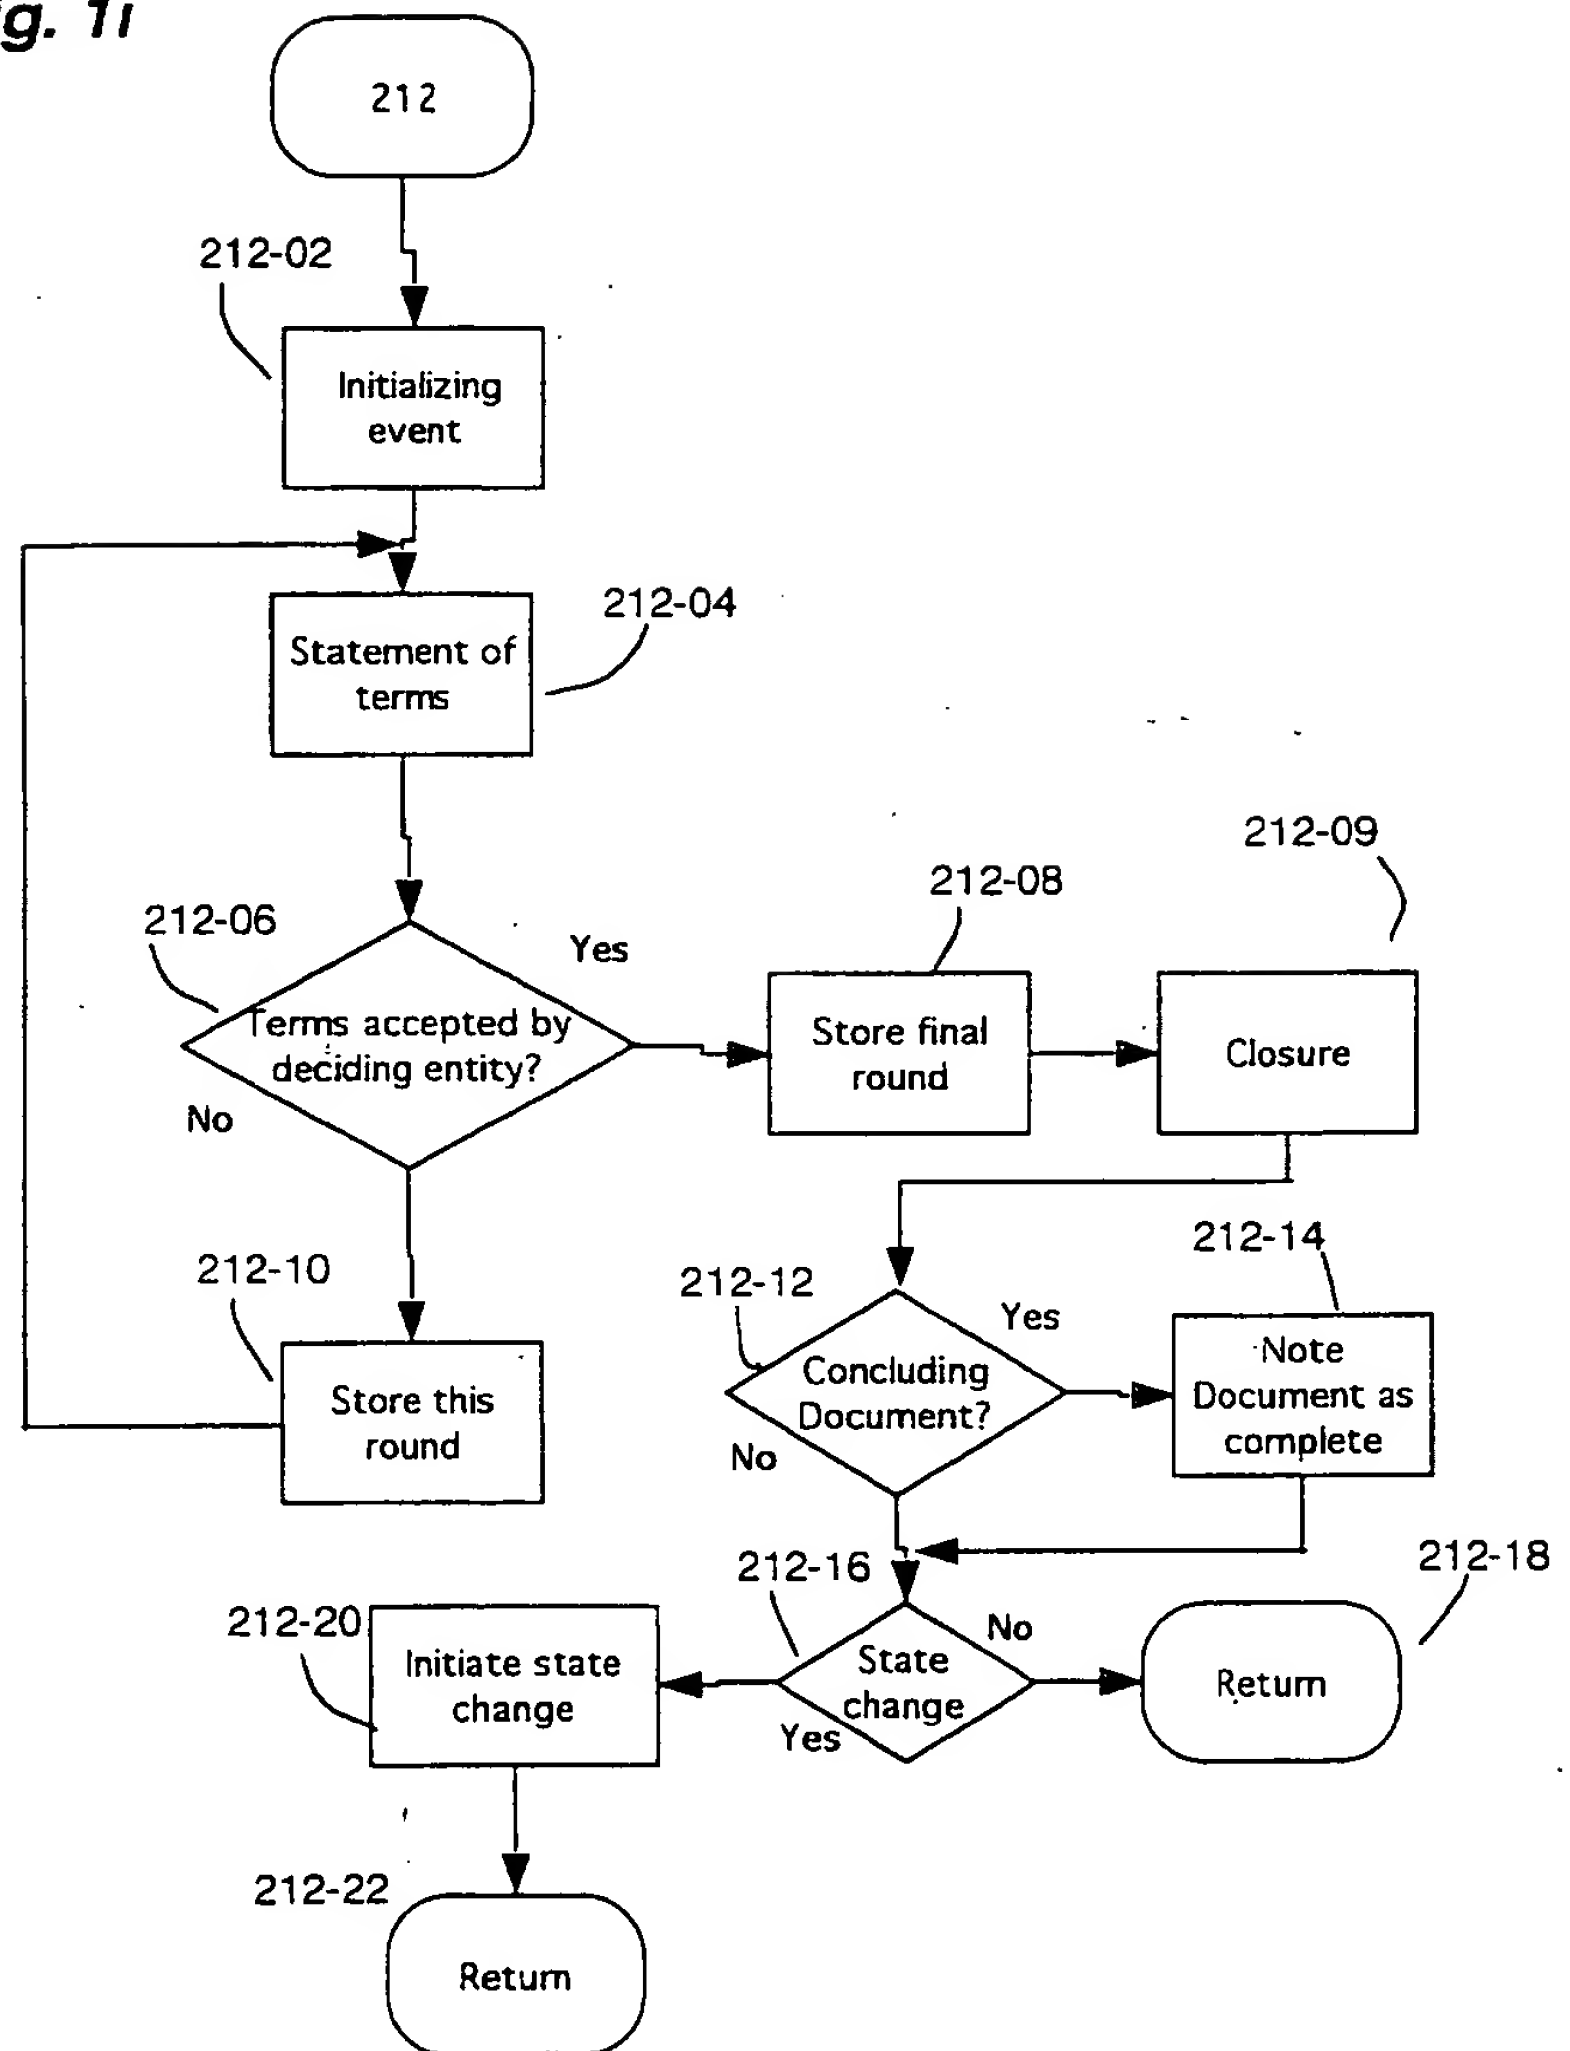 g. 1i
212
212-02
Initializing
event
212-04
Statement of
terms
212-09
212-08
212-06
Yes
Terms accepted by
deciding entity?
No
Store final
round
Closure
212-14
212-10
212-12
Yes
Note
Document as
complete
Concluding
Document?
No
Store this
round
212-16
212-18
212-20
No
Initiate state
change
State
change
Yes
Return
212-22
Return